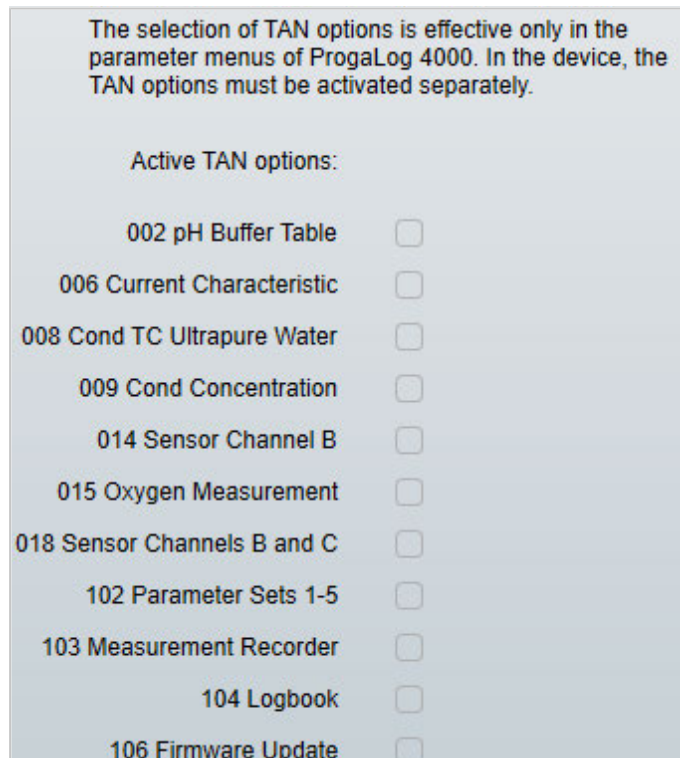 The selection of TAN options is effective only in the
parameter menus of ProgaLog 4000. In the device, the
TAN options must be activated separately.
Active TAN options:
002 pH Buffer Table
006 Current Characteristic
008 Cond TC Ultrapure Water
009 Cond Concentration
014 Sensor Channel B
015 Oxygen Measurement
018 Sensor Channels B and C
102 Parameter Sets 1-5
103 Measurement Recorder
104 Logbook
106 Firmware Update